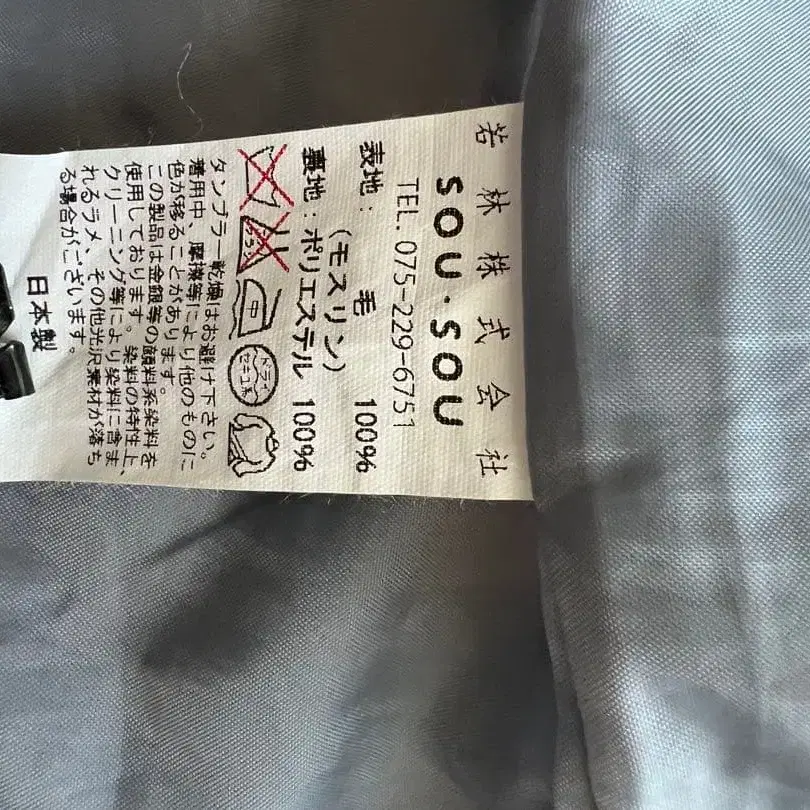 若林株式会社
SOU・SOU
TEL. 075-229-6751
表地: 毛 100%
(モスリン)
裏地:ポリエステル 100%
ドライ
セキユ系
タンブラー乾燥はお避け下さい。
着用中、摩擦等により他のものに
色が移ることがあります。
この製品は金銀等の顔料系染料を
使用しております。染料の特性上、
クリーニング等により染料に含ま
れるラメ、その他光沢素材が落ち
る場合がございます。
日本製